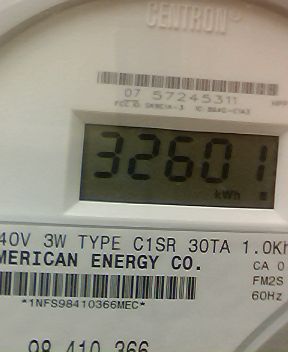 CENTRON®
07 57245311
32601
kWh
40V 3W TYPE C1SR 30TA 1.0Kh
MERICAN ENERGY CO.
CA 0
FM2S
60Hz
*1NFS98410366MEC*
98 410 366